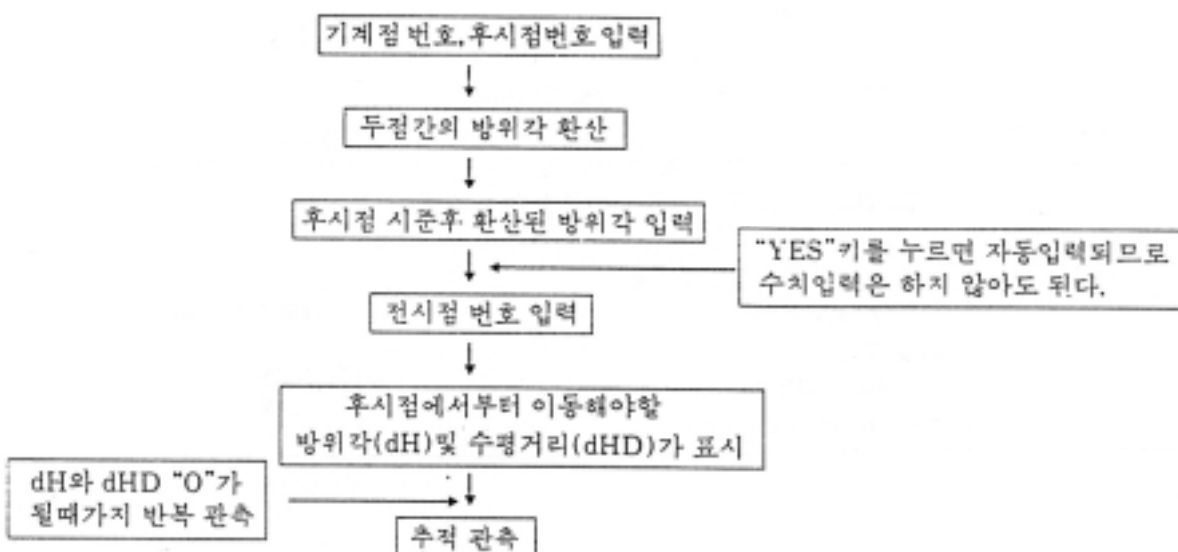 기계점 번호,후시점번호 입력
두점간의 방위각 환산
후시점 시준후 환산된 방위각 입력
“YES”키를 누르면 자동입력되므로
수치입력은 하지 않아도 된다.
전시점 번호 입력
후시점에서부터 이동해야할
방위각(dH)및 수평거리(dHD)가 표시
dH와 dHD “0”가
될때가지 반복 관측
추적 관측